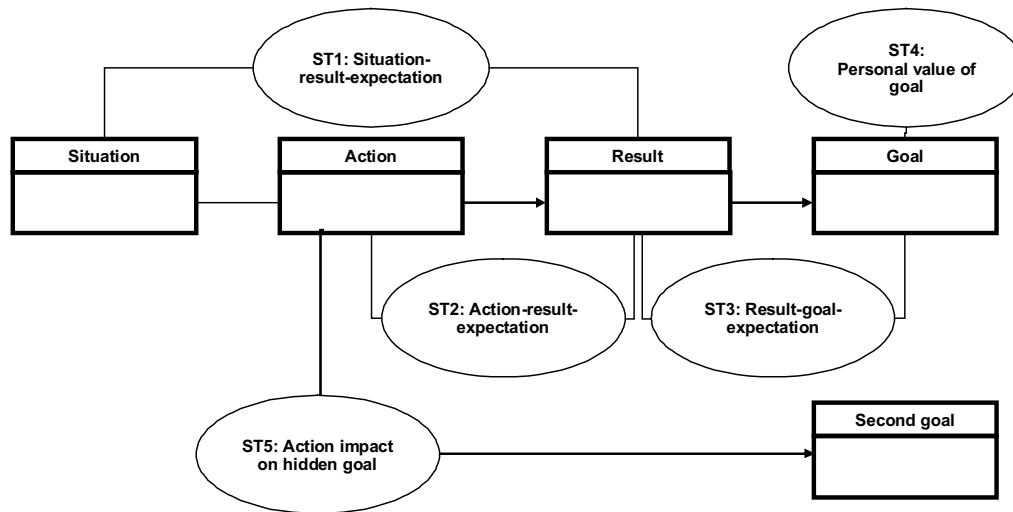 ST1: Situation-
result-expectation
ST4:
Personal value of
goal
Situation
Action
Result
Goal
ST2: Action-result-
expectation
ST3: Result-goal-
expectation
Second goal
ST5: Action impact
on hidden goal